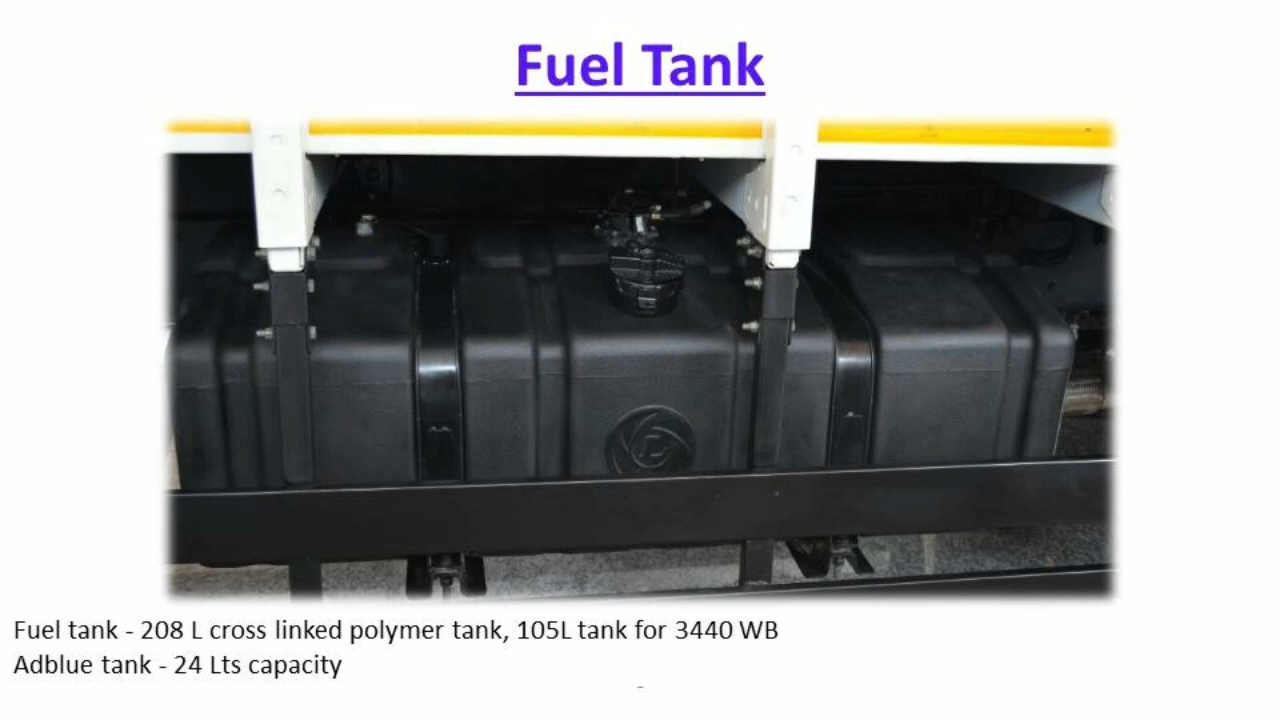 Fuel Tank
Fuel tank - 208 L cross linked polymer tank, 105L tank for 3440 WB
Adblue tank - 24 Lts capacity